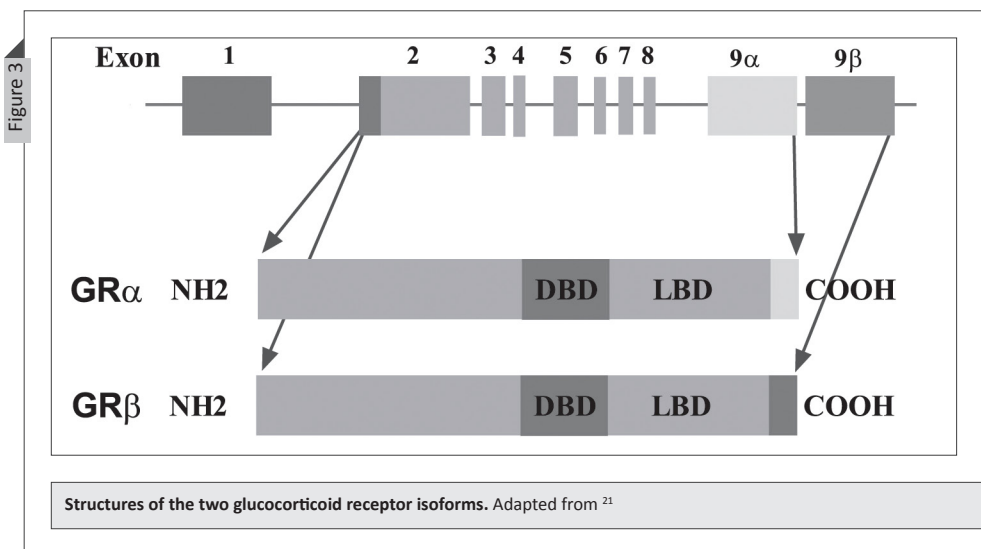 Figure 3
Exon 1 2 3 4 5 6 7 8 9α 9β
GRα NH2 DBD LBD COOH
GRβ NH2 DBD LBD COOH
Structures of the two glucocorticoid receptor isoforms. Adapted from 21